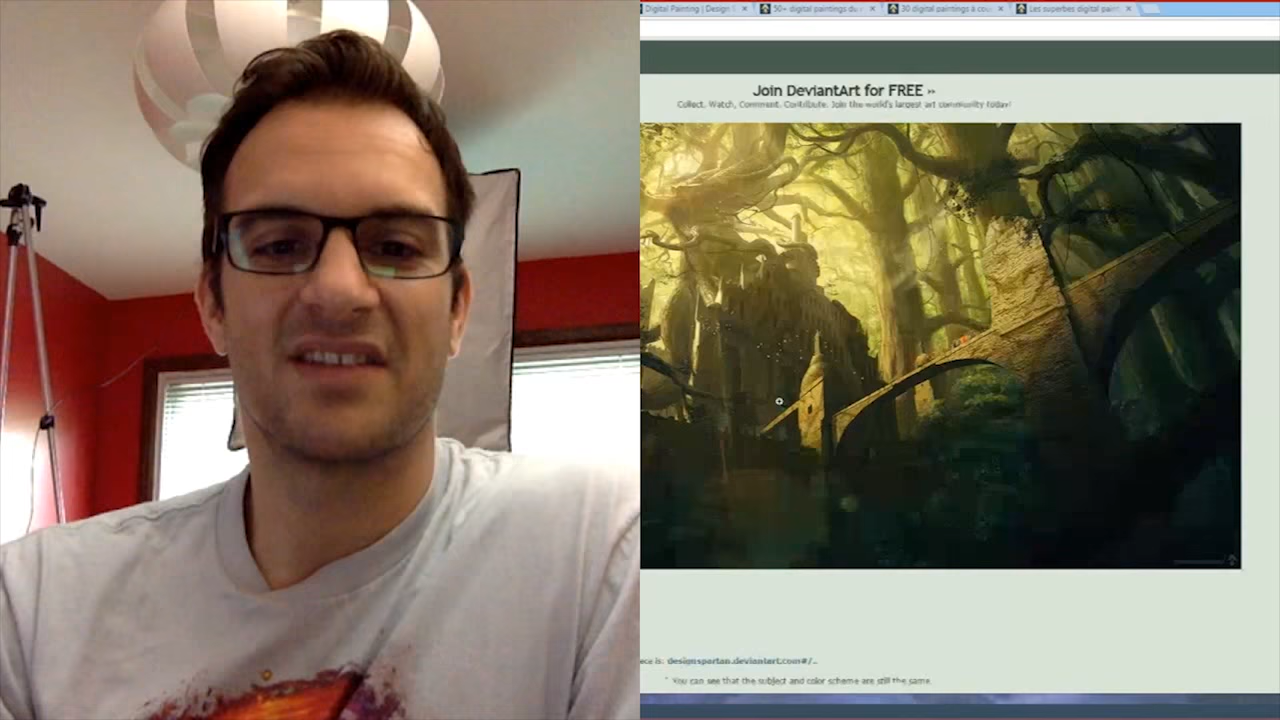 Digital Painting | Design
50+ digital paintings du
30 digital paintings à cou
Les superbes digital paint
Join DeviantArt for FREE »
Collect. Watch, Comment. Contribute. Join the world's largest art community today!
is: designspartan.deviantart.com#/..
* You can see that the subject and color scheme are still the same.